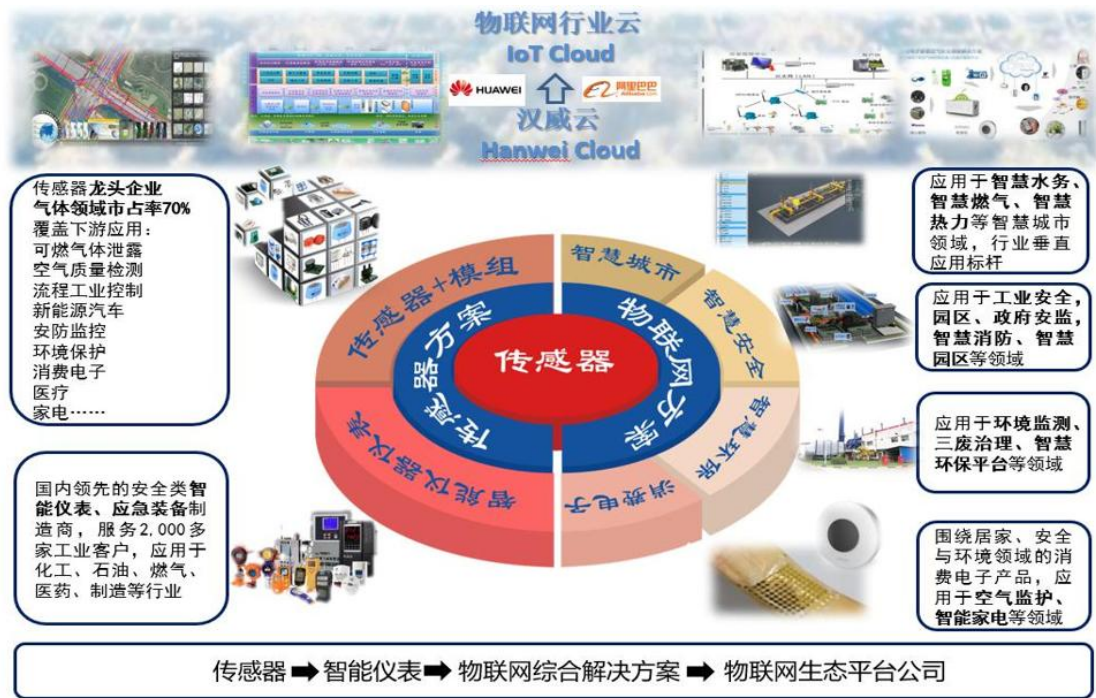 物联网行业云
IoT Cloud
HUAWEI
阿里巴巴
Alibaba.com
汉威云
Hanwei Cloud
传感器龙头企业
气体领域市占率70%
覆盖下游应用：
可燃气体泄露
空气质量检测
流程工业控制
新能源汽车
安防监控
环境保护
消费电子
医疗
家电……
国内领先的安全类智
能仪表、应急装备制
造商，服务2,000多
家工业客户，应用于
化工、石油、燃气、
医药、制造等行业
传感器+模组
智慧城市
智慧安全
智慧环保
消费电子
智能仪器仪表
传感器方案
物联网方案
传感器
应用于智慧水务、
智慧燃气、智慧
热力等智慧城市
领域，行业垂直
应用标杆
应用于工业安全，
园区、政府安监，
智慧消防、智慧
园区等领域
应用于环境监测、
三废治理、智慧
环保平台等领域
围绕居家、安全
与环境领域的消
费电子产品，应
用于空气监护、
智能家电等领域
传感器➡智能仪表➡物联网综合解决方案➡物联网生态平台公司